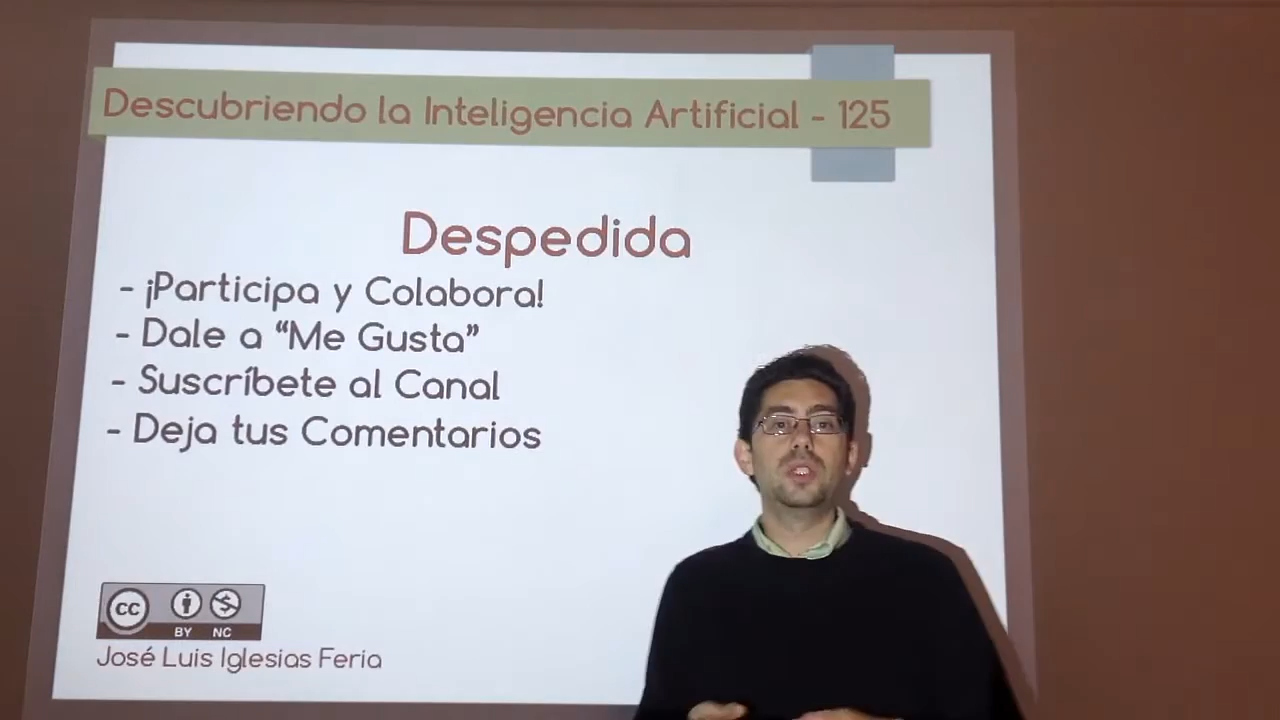 Descubriendo la Inteligencia Artificial - 125
Despedida
- ¡Participa y Colabora!
- Dale a “Me Gusta”
- Suscríbete al Canal
- Deja tus Comentarios
cc
BY NC
José Luis Iglesias Feria